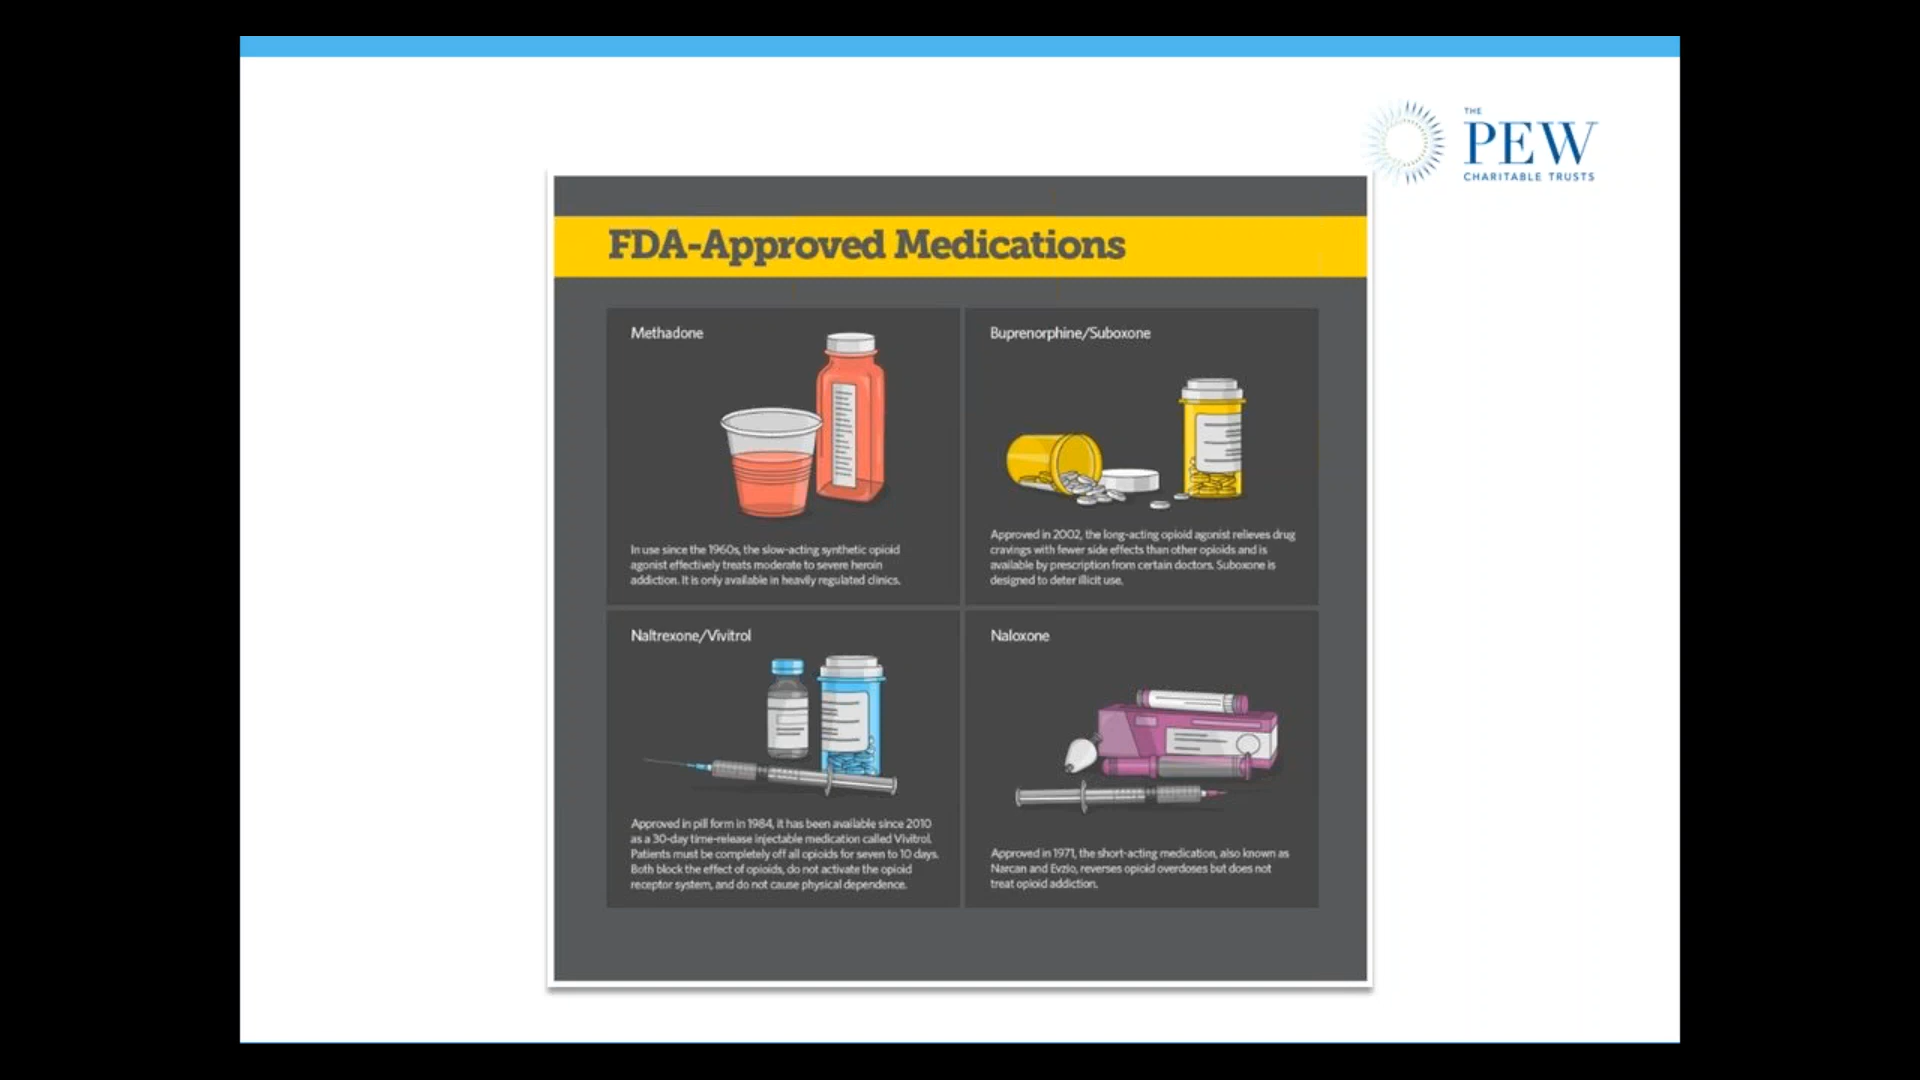 THE
PEW
CHARITABLE TRUSTS
FDA-Approved Medications
Methadone
In use since the 1960s, the slow-acting synthetic opioid
agonist effectively treats moderate to severe heroin
addiction. It is only available in heavily regulated clinics.
Buprenorphine/Suboxone
Approved in 2002, the long-acting opioid agonist relieves drug
cravings with fewer side effects than other opioids and is
available by prescription from certain doctors. Suboxone is
designed to deter illicit use.
Naltrexone/Vivitrol
Approved in pill form in 1984, it has been available since 2010
as a 30-day time-release injectable medication called Vivitrol.
Patients must be completely off all opioids for seven to 10 days.
Both block the effect of opioids, do not activate the opioid
receptor system, and do not cause physical dependence.
Naloxone
Approved in 1971, the short-acting medication, also known as
Narcan and Evzio, reverses opioid overdoses but does not
treat opioid addiction.